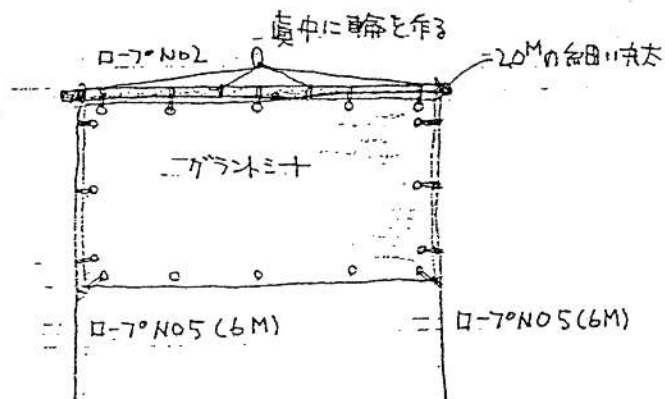 真中に輪を作る
ロープNO2
20Mの細い丸太
グランドシート
ロープNO5(6M)
ロープNO5(6M)